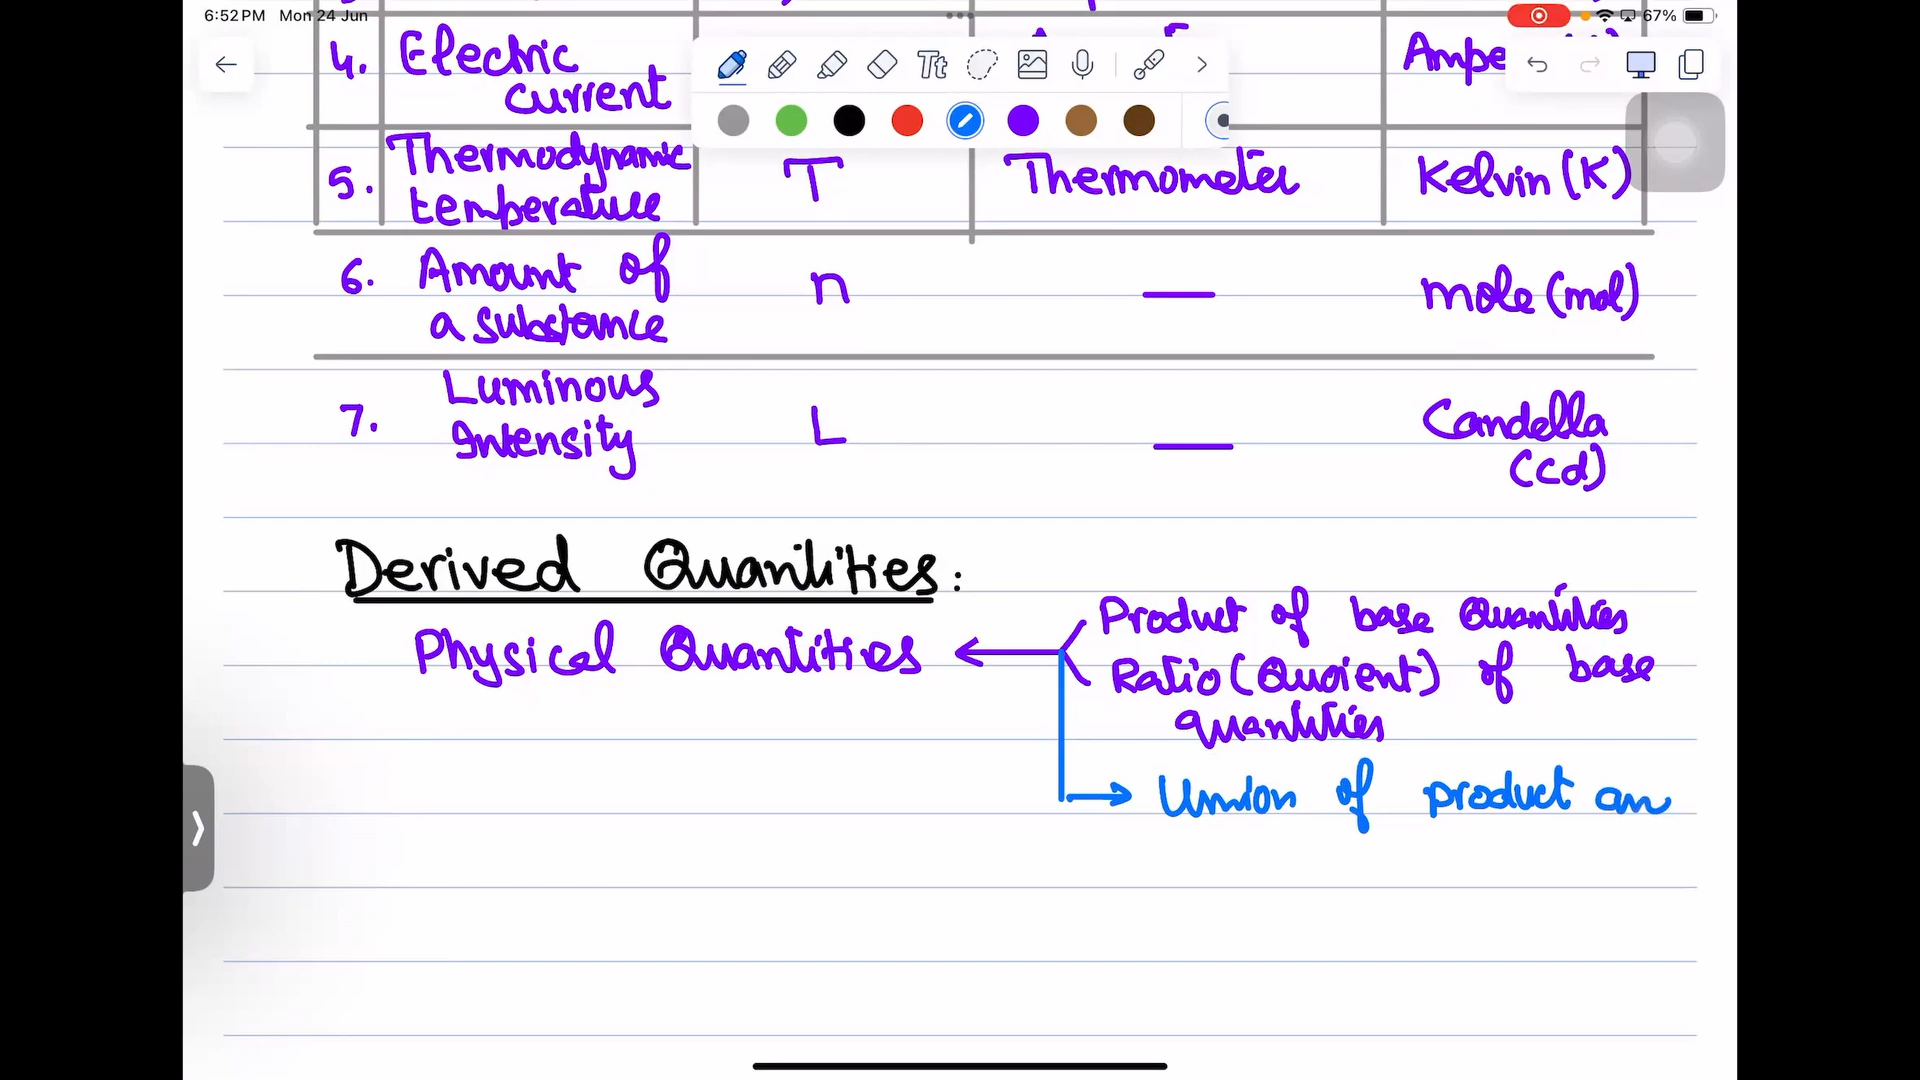 6:52 PM Mon 24 Jun 67%
4. Electric Ampe
current
Tt
5. Thermodynamic T Thermometer Kelvin (K)
temperature
6. Amount of n — mole (mol)
a substance
7. Luminous L — Candella
Intensity (cd)
Derived Quantities:
Product of base Quantities
Physical Quantities
Ratio (Quoient) of base
quantities
Union of product an